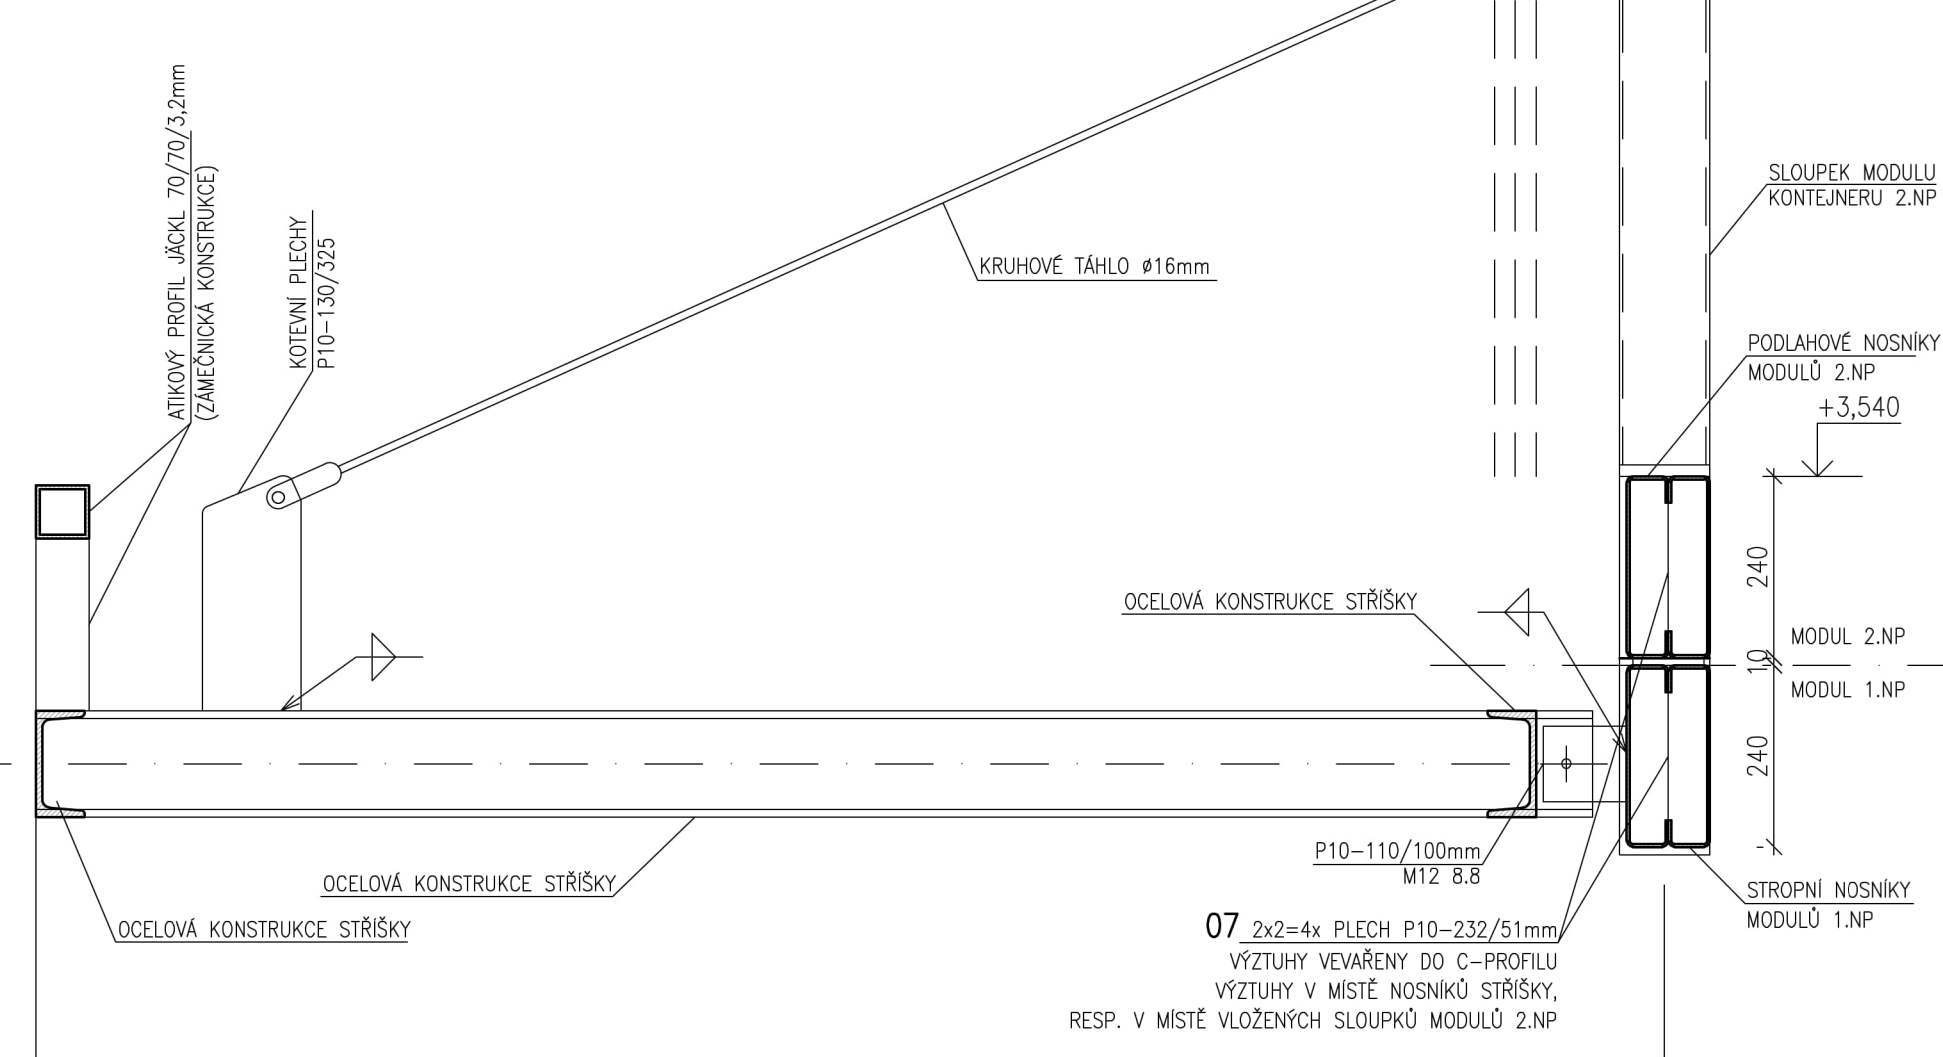 ATIKOVÝ PROFIL JÄCKL 70/70/3,2mm
(ZÁMEČNICKÁ KONSTRUKCE)
KOTEVNÍ PLECHY
P10-130/325
KRUHOVÉ TÁHLO ø16mm
SLOUPEK MODULU
KONTEJNERU 2.NP
PODLAHOVÉ NOSNÍKY
MODULŮ 2.NP
+3,540
OCELOVÁ KONSTRUKCE STŘÍŠKY
240
10
240
MODUL 2.NP
MODUL 1.NP
P10-110/100mm
M12 8.8
OCELOVÁ KONSTRUKCE STŘÍŠKY
OCELOVÁ KONSTRUKCE STŘÍŠKY
STROPNÍ NOSNÍKY
MODULŮ 1.NP
07 2x2=4x PLECH P10-232/51mm
VÝZTUHY VEVAŘENY DO C-PROFILU
VÝZTUHY V MÍSTĚ NOSNÍKŮ STŘÍŠKY,
RESP. V MÍSTĚ VLOŽENÝCH SLOUPKŮ MODULŮ 2.NP